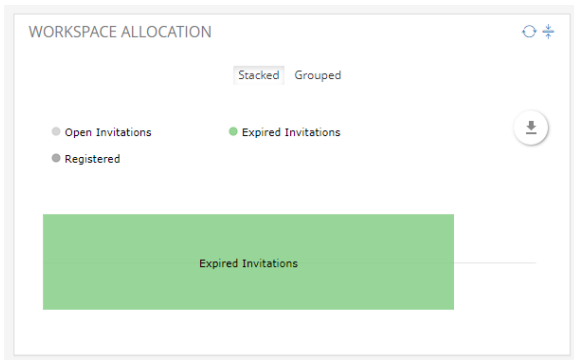 WORKSPACE ALLOCATION
Stacked Grouped
Open Invitations Expired Invitations
Registered
Expired Invitations